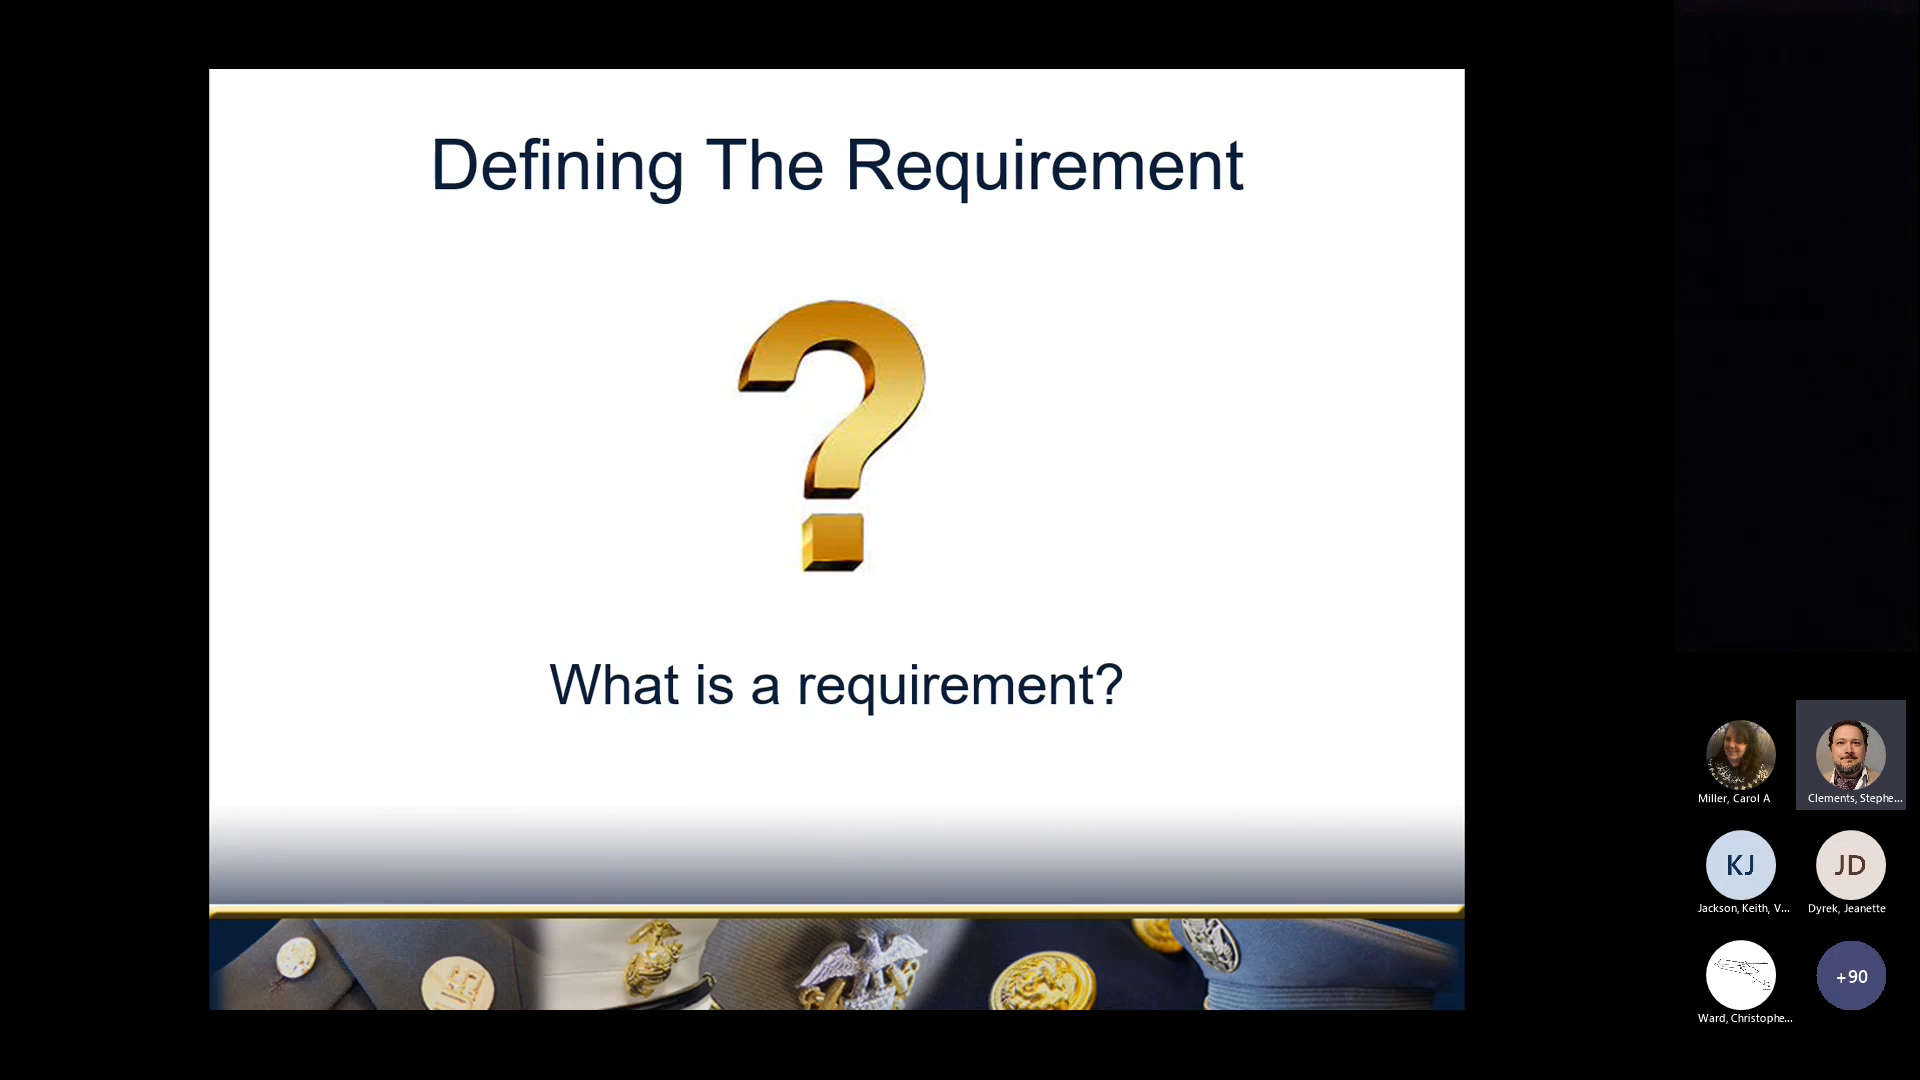 Defining The Requirement
What is a requirement?
Miller, Carol A
Clements, Stephe...
KJ
JD
Jackson, Keith, V...
Dyrek, Jeanette
+90
Ward, Christophe...